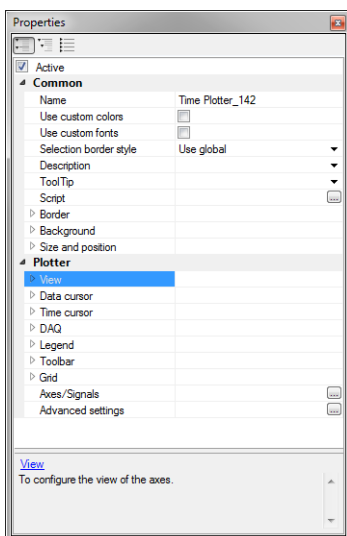 Properties
Active
Common
Name Time Plotter_142
Use custom colors
Use custom fonts
Selection border style Use global
Description
ToolTip
Script ...
Border
Background
Size and position
Plotter
View
Data cursor
Time cursor
DAQ
Legend
Toolbar
Grid
Axes/Signals ...
Advanced settings ...
View
To configure the view of the axes.